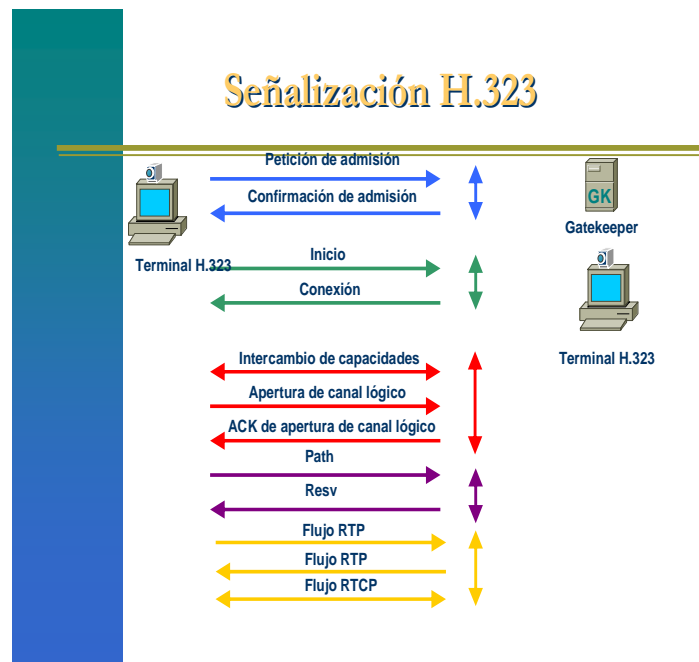 Señalización H.323
Petición de admisión
Confirmación de admisión
GK
Gatekeeper
Terminal H.323
Inicio
Conexión
Intercambio de capacidades
Terminal H.323
Apertura de canal lógico
ACK de apertura de canal lógico
Path
Resv
Flujo RTP
Flujo RTP
Flujo RTCP